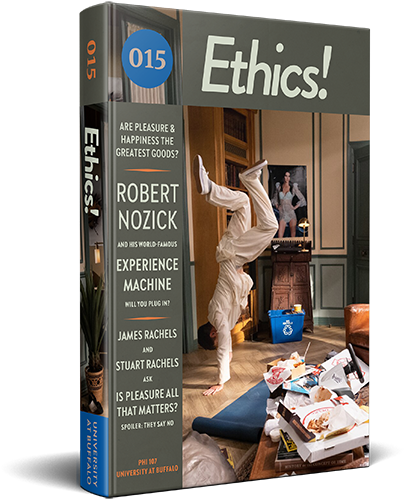 015
Ethics!
UNIVERSITY
AT BUFFALO
015
Ethics!
ARE PLEASURE &
HAPPINESS THE
GREATEST GOODS?
ROBERT
NOZICK
AND HIS WORLD-FAMOUS
EXPERIENCE
MACHINE
WILL YOU PLUG IN?
JAMES RACHELS
AND
STUART RACHELS
ASK
IS PLEASURE ALL
THAT MATTERS?
SPOILER: THEY SAY NO
PHI 107
UNIVERSITY AT BUFFALO